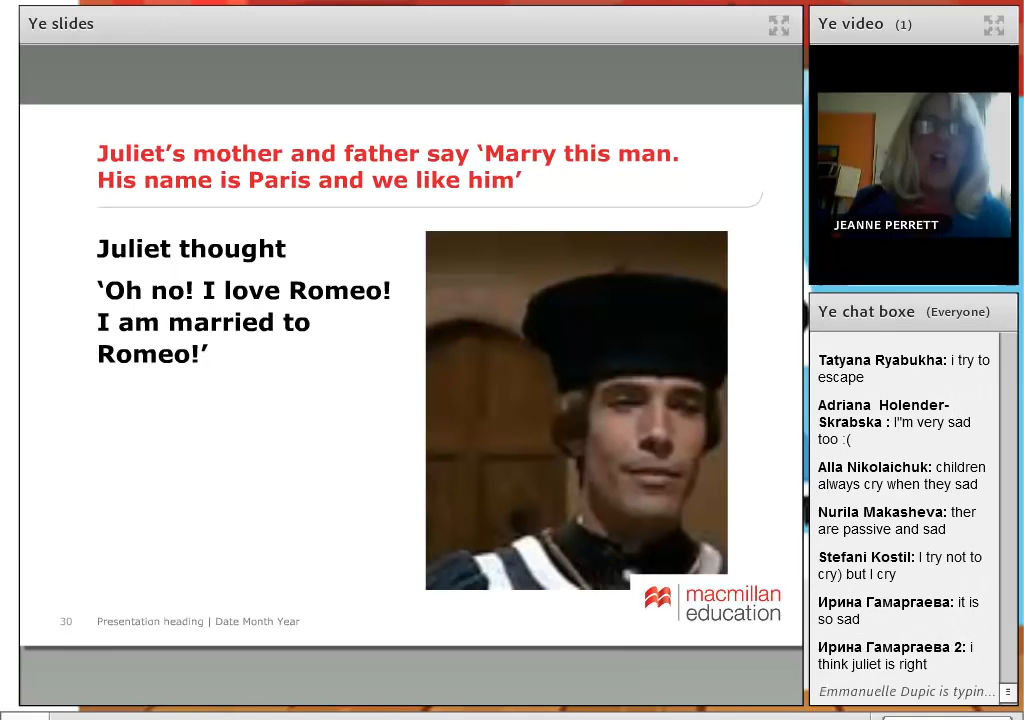 Ye slides
Juliet’s mother and father say ‘Marry this man.
His name is Paris and we like him’
Juliet thought
‘Oh no! I love Romeo!
I am married to
Romeo!’
macmillan
education
30 Presentation heading | Date Month Year
Ye video (1)
JEANNE PERRETT
Ye chat boxe (Everyone)
Tatyana Ryabukha: i try to
escape
Adriana Holender-
Skrabska : I"m very sad
too :(
Alla Nikolaichuk: children
always cry when they sad
Nurila Makasheva: ther
are passive and sad
Stefani Kostil: I try not to
cry) but I cry
Ирина Гамаргаева: it is
so sad
Ирина Гамаргаева 2: i
think juliet is right
Emmanuelle Dupic is typin...